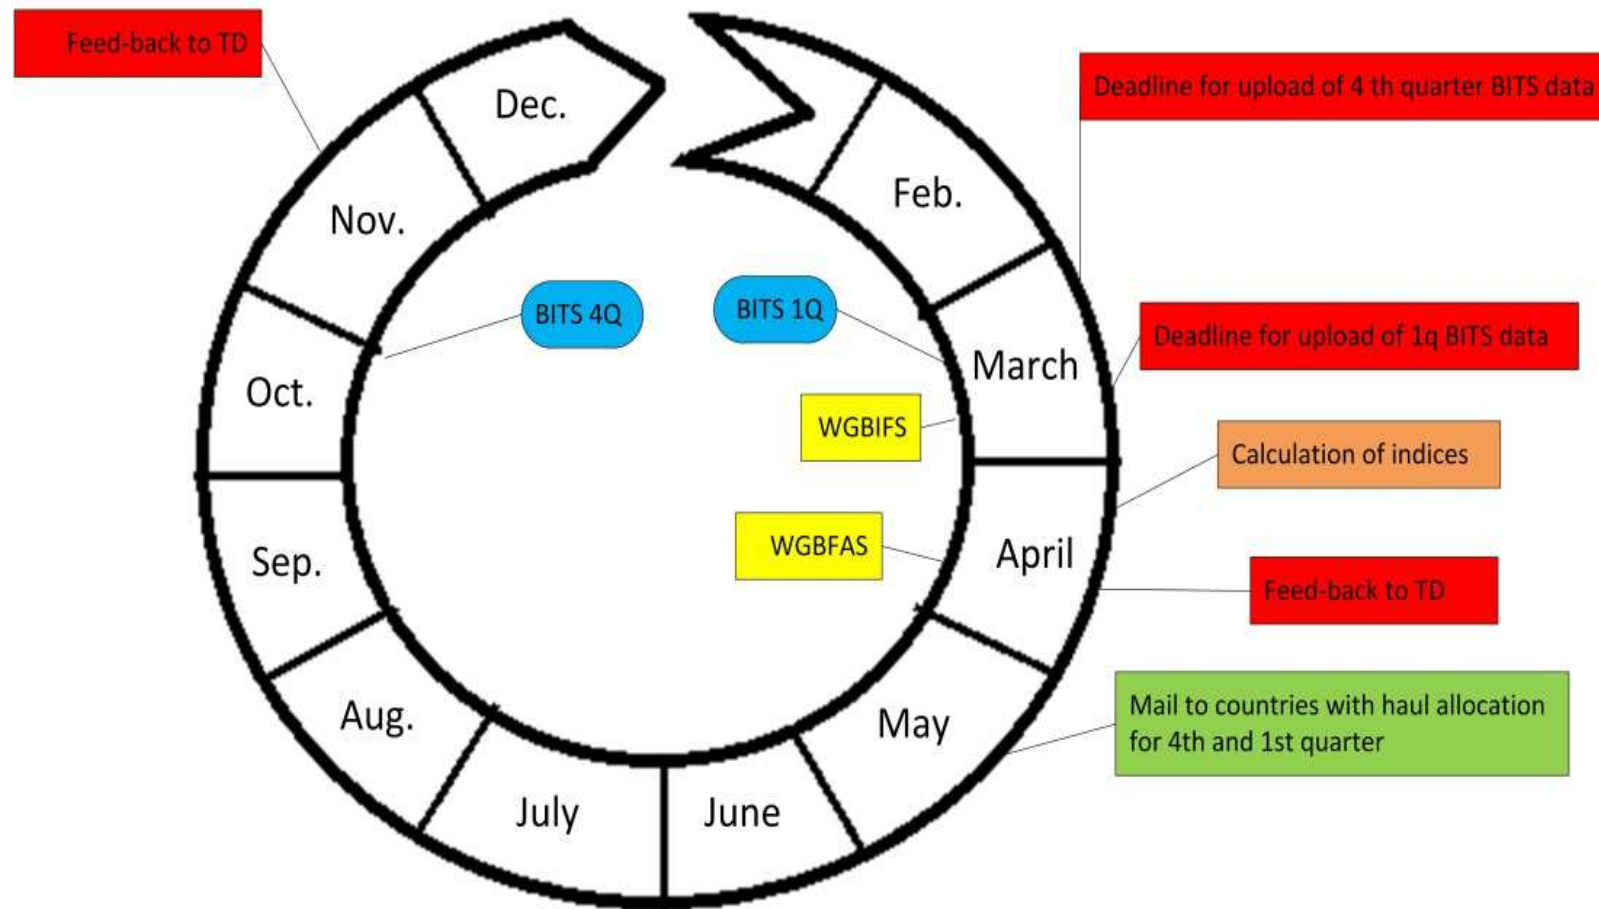 Feed-back to TD
Dec.
Deadline for upload of 4 th quarter BITS data
Feb.
Nov.
BITS 4Q
BITS 1Q
Deadline for upload of 1q BITS data
March
Oct.
WGBIFS
Calculation of indices
WGBFAS
April
Sep.
Feed-back to TD
Mail to countries with haul allocation
for 4th and 1st quarter
May
Aug.
July
June